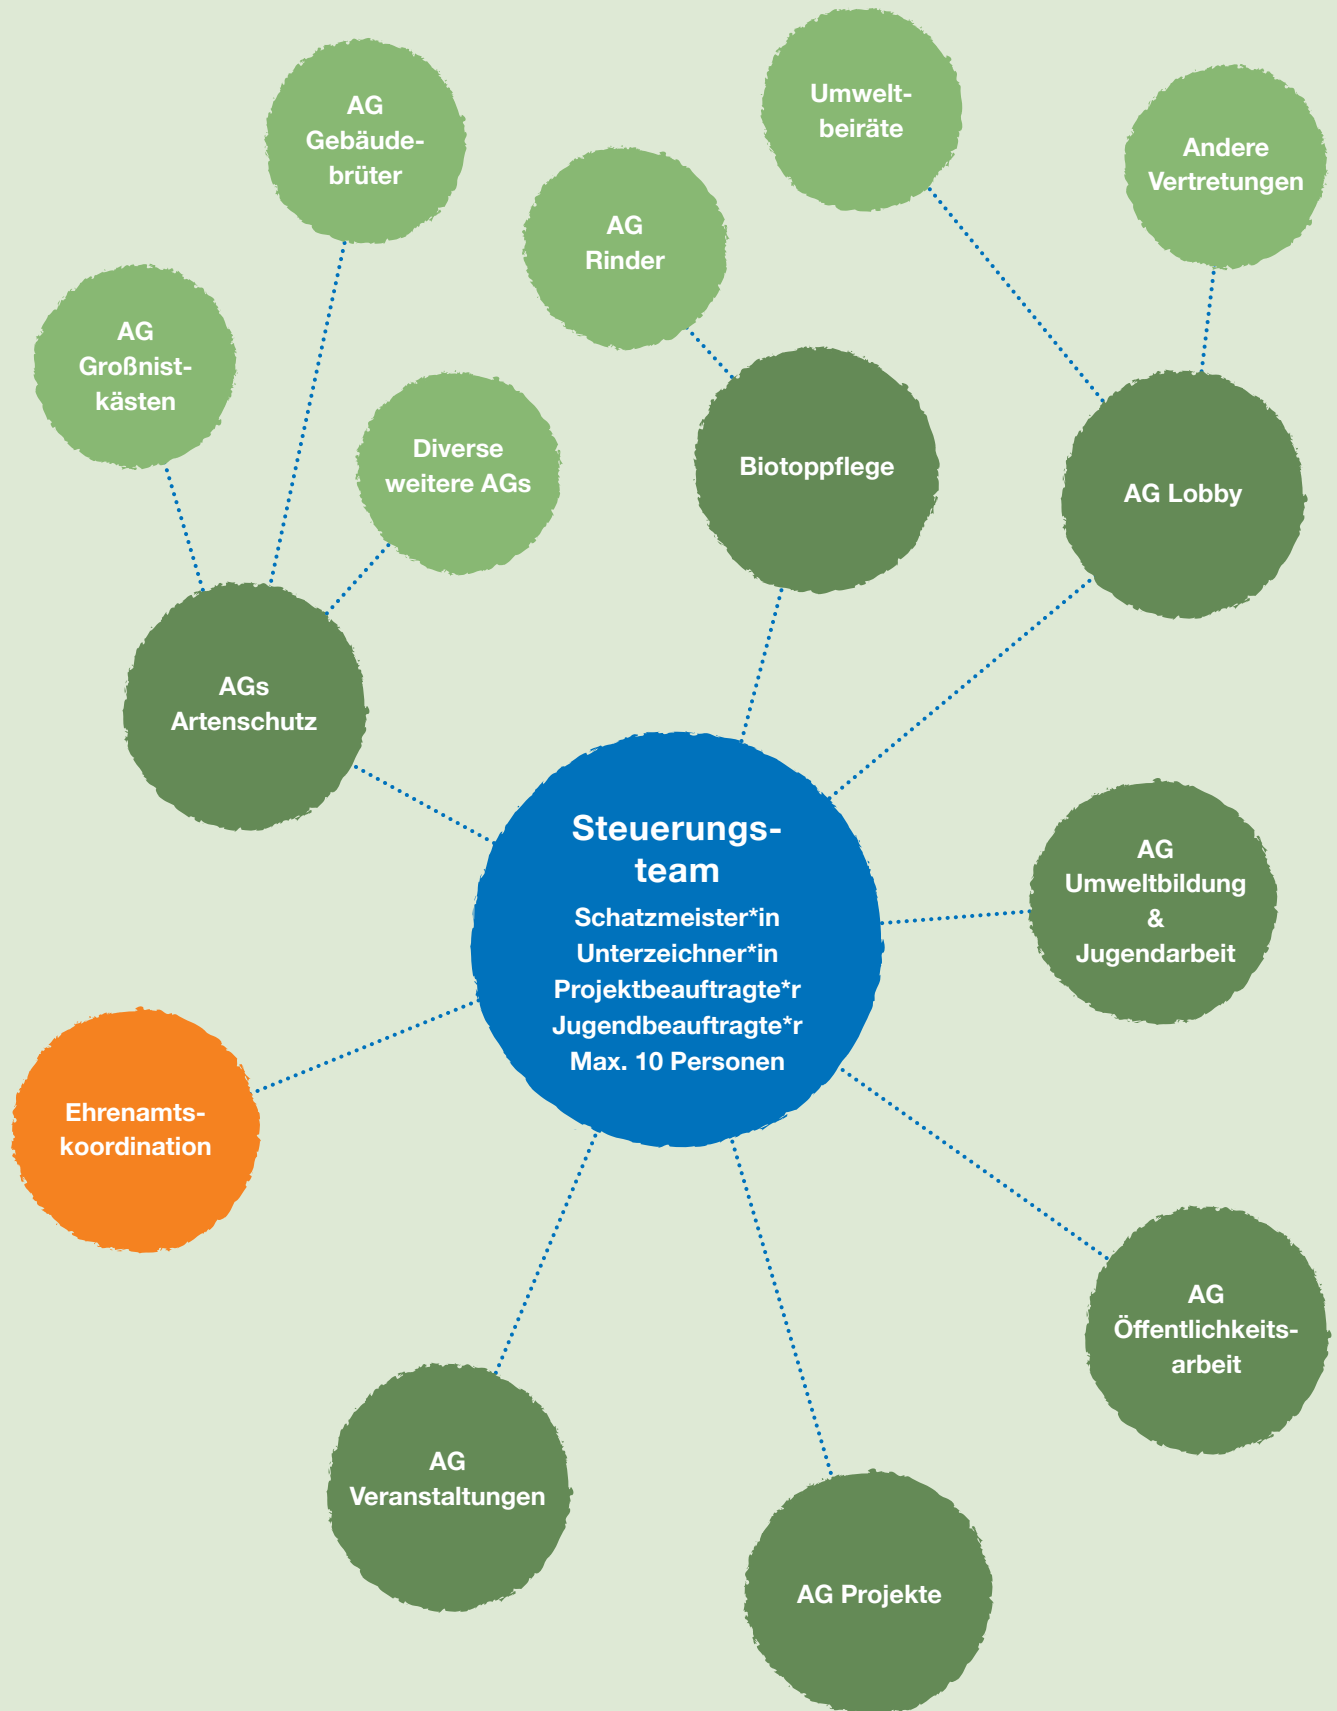 AG
Gebäude-
brüter
Umwelt-
beiräte
Andere
Vertretungen
AG
Rinder
AG
Großnist-
kästen
Diverse
weitere AGs
Biotoppflege
AG Lobby
AGs
Artenschutz
Steuerungs-
team
Schatzmeister*in
Unterzeichner*in
Projektbeauftragte*r
Jugendbeauftragte*r
Max. 10 Personen
AG
Umweltbildung
&
Jugendarbeit
Ehrenamts-
koordination
AG
Öffentlichkeits-
arbeit
AG
Veranstaltungen
AG Projekte